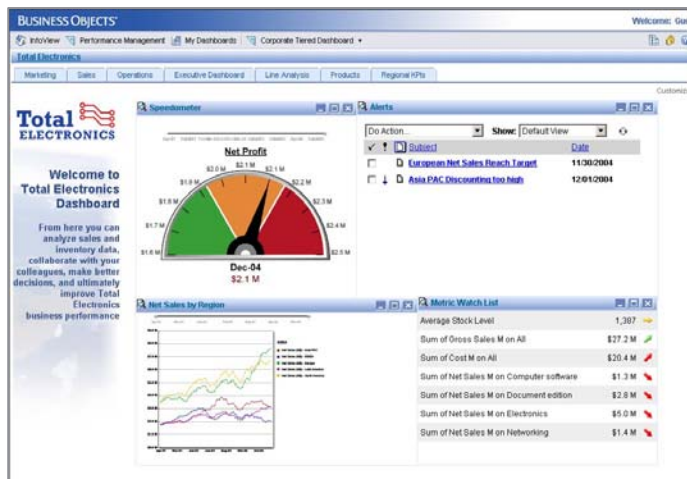 BUSINESS OBJECTS
Welcome: Gu
InfoView
Performance Management
My Dashboards
Corporate Tiered Dashboard
Total Electronics
Marketing
Sales
Operations
Executive Dashboard
Line Analysis
Products
Regional KPIs
Customiz
Total
ELECTRONICS
Welcome to
Total Electronics
Dashboard
From here you can
analyze sales and
inventory data,
collaborate with your
colleagues, make better
decisions, and ultimately
improve Total
Electronics
business performance
Speedometer
Net Profit
$1.6 M
$1.7 M
$1.8 M
$2.0 M
$2.1 M
$2.1 M
$2.2 M
$2.3 M
$2.4 M
Dec-04
$2.1 M
Alerts
Do Action...
Show:
Default View
Subject
Date
European Net Sales Reach Target
11/30/2004
Asia PAC Discounting too high
12/01/2004
Net Sales by Region
Metric Watch List
Average Stock Level 1,387
Sum of Gross Sales M on All $27.2 M
Sum of Cost M on All $20.4 M
Sum of Net Sales M on Computer software $1.3 M
Sum of Net Sales M on Document edition $2.8 M
Sum of Net Sales M on Electronics $5.0 M
Sum of Net Sales M on Networking $1.4 M